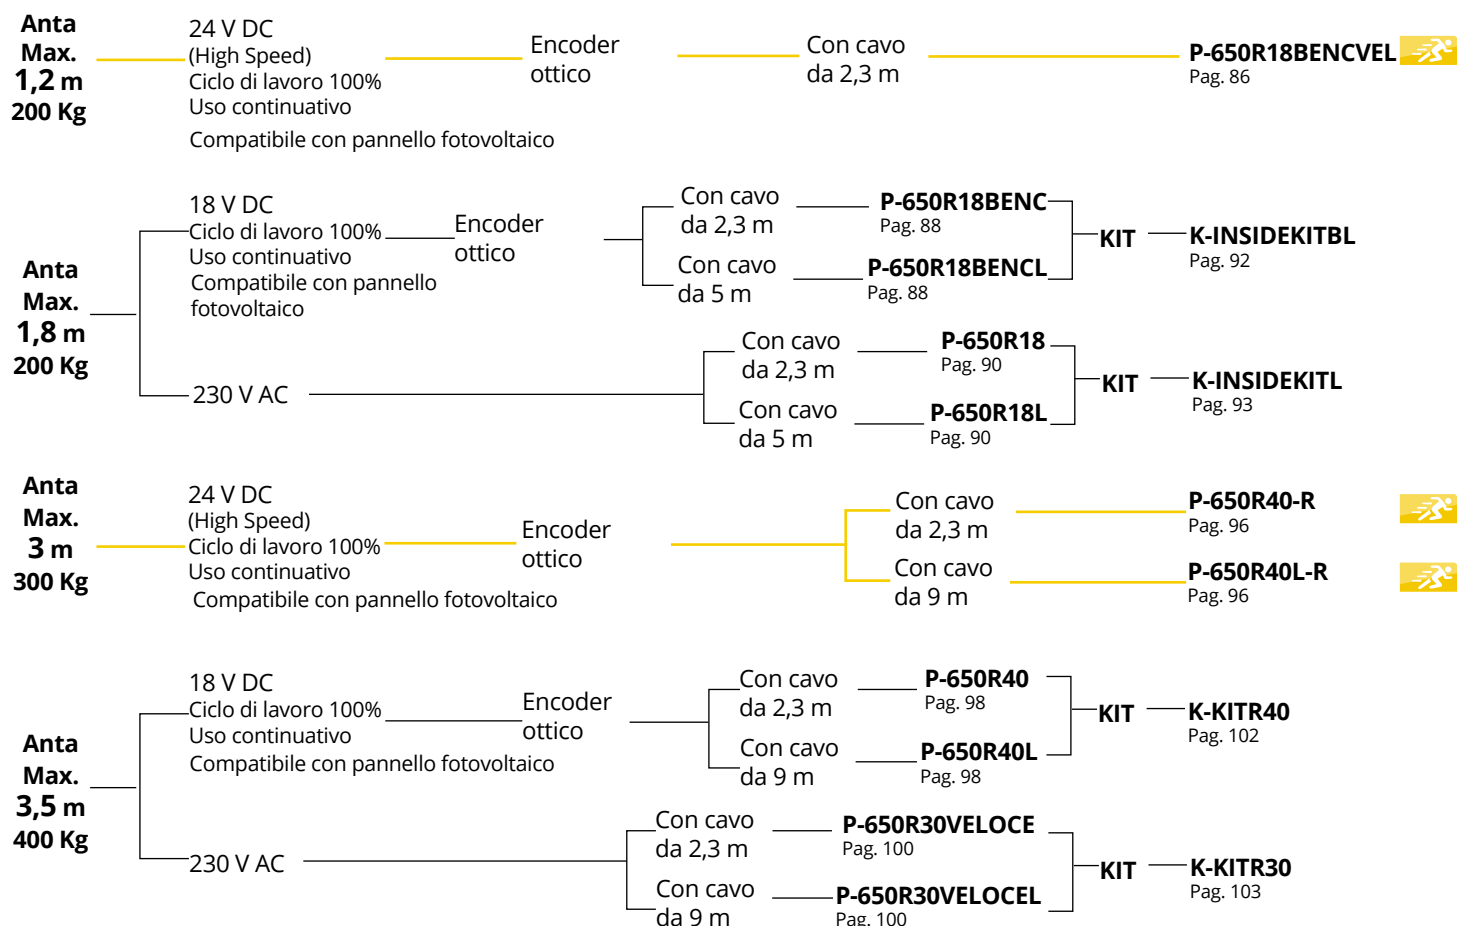 Anta
Max.
1,2 m
200 Kg
24 V DC
(High Speed)
Ciclo di lavoro 100%
Uso continuativo
Compatibile con pannello fotovoltaico
Encoder
ottico
Con cavo
da 2,3 m
P-650R18BENCVEL
Pag. 86
Anta
Max.
1,8 m
200 Kg
18 V DC
Ciclo di lavoro 100%
Uso continuativo
Compatibile con pannello
fotovoltaico
Encoder
ottico
Con cavo
da 2,3 m
P-650R18BENC
Pag. 88
Con cavo
da 5 m
P-650R18BENCL
Pag. 88
KIT
K-INSIDEKITBL
Pag. 92
230 V AC
Con cavo
da 2,3 m
P-650R18
Pag. 90
Con cavo
da 5 m
P-650R18L
Pag. 90
KIT
K-INSIDEKITL
Pag. 93
Anta
Max.
3 m
300 Kg
24 V DC
(High Speed)
Ciclo di lavoro 100%
Uso continuativo
Compatibile con pannello fotovoltaico
Encoder
ottico
Con cavo
da 2,3 m
P-650R40-R
Pag. 96
Con cavo
da 9 m
P-650R40L-R
Pag. 96
Anta
Max.
3,5 m
400 Kg
18 V DC
Ciclo di lavoro 100%
Uso continuativo
Compatibile con pannello fotovoltaico
Encoder
ottico
Con cavo
da 2,3 m
P-650R40
Pag. 98
Con cavo
da 9 m
P-650R40L
Pag. 98
KIT
K-KITR40
Pag. 102
230 V AC
Con cavo
da 2,3 m
P-650R30VELOCE
Pag. 100
Con cavo
da 9 m
P-650R30VELOCEL
Pag. 100
KIT
K-KITR30
Pag. 103